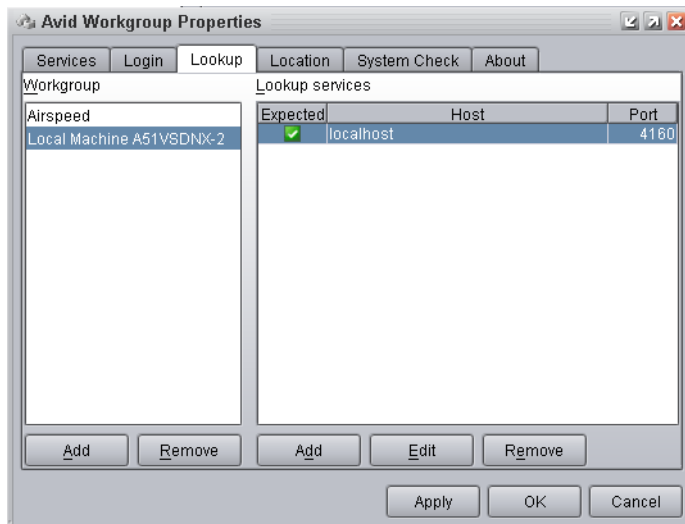 Avid Workgroup Properties
Services Login Lookup Location System Check About
Workgroup
Lookup services
Airspeed
Local Machine A51VSDNX-2
Expected Host Port
localhost 4160
Add Remove Add Edit Remove
Apply OK Cancel